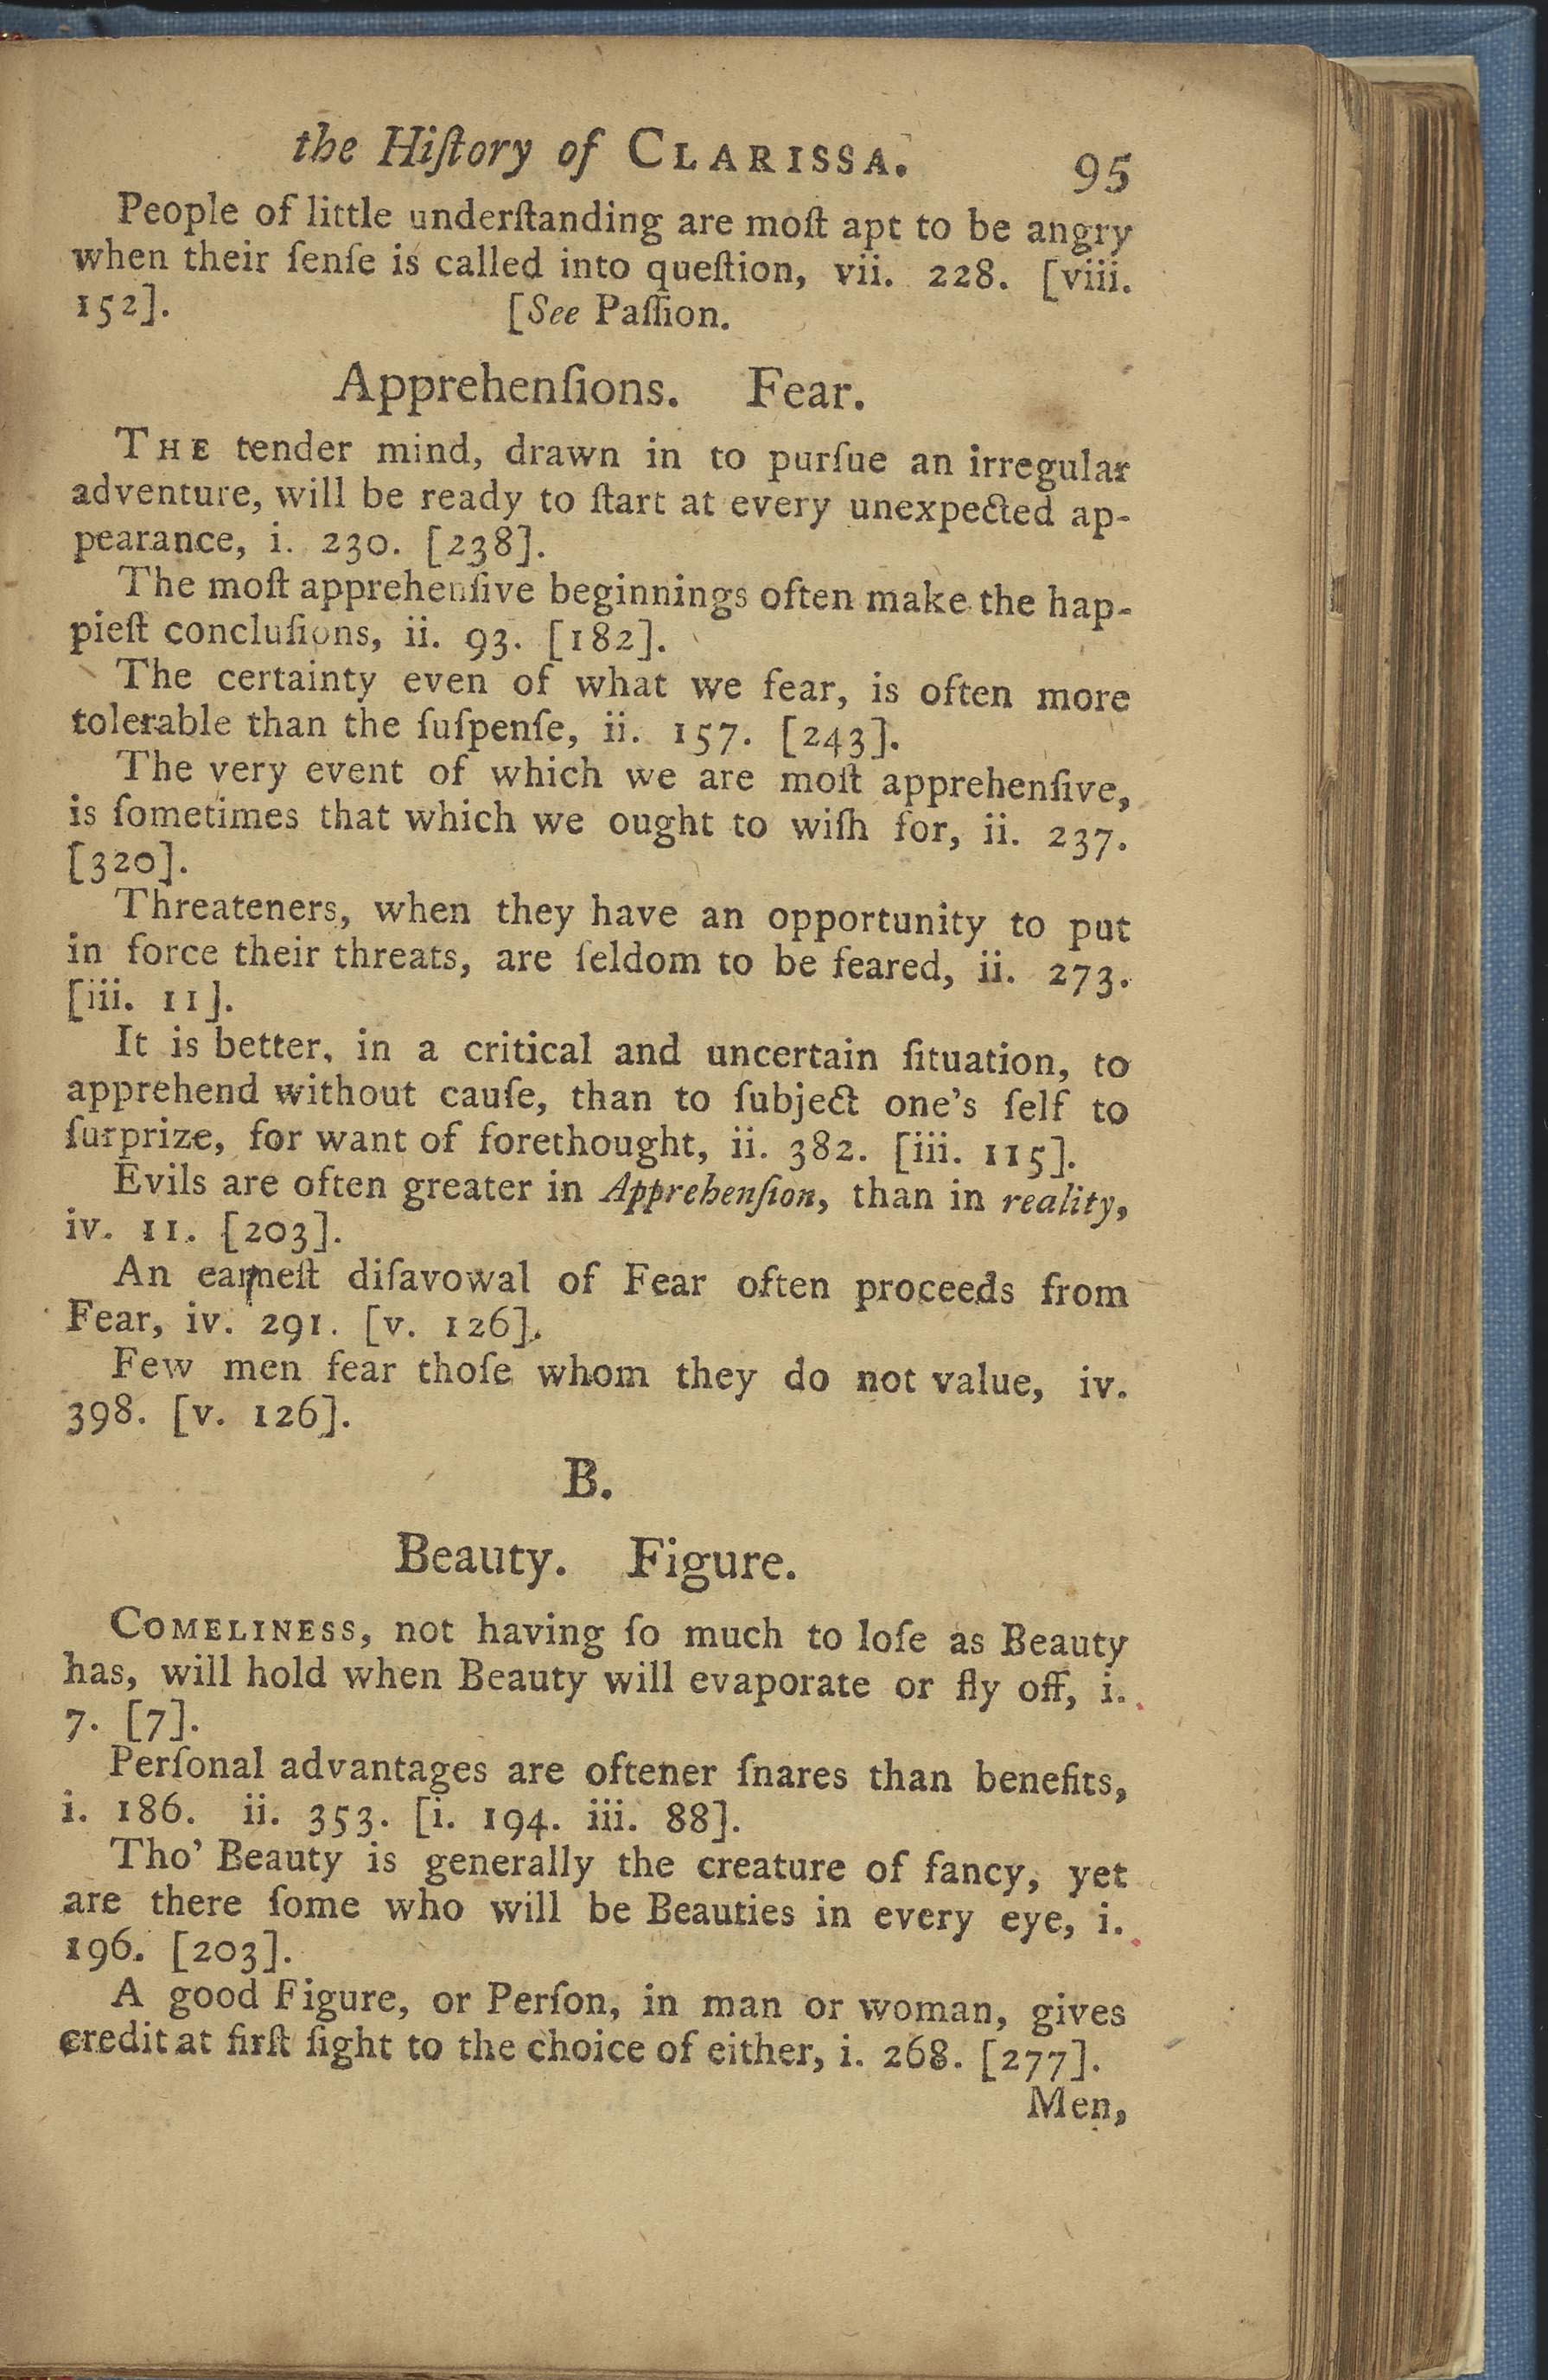 the Hiſtory of CLARISSA. 95
People of little underſtanding are moſt apt to be angry
when their ſenſe is called into queſtion, vii. 228. [viii.
152]. [See Paſſion.
Apprehenſions. Fear.
THE tender mind, drawn in to purſue an irregular
adventure, will be ready to ſtart at every unexpected ap-
pearance, i. 230. [238].
The moſt apprehenſive beginnings often make the hap-
pieſt concluſions, ii. 93. [182].
The certainty even of what we fear, is often more
tolerable than the ſuſpenſe, ii. 157. [243].
The very event of which we are moſt apprehenſive,
is ſometimes that which we ought to wiſh for, ii. 237.
[320].
Threateners, when they have an opportunity to put
in force their threats, are ſeldom to be feared, ii. 273.
[iii. 11].
It is better, in a critical and uncertain ſituation, to
apprehend without cauſe, than to ſubject one's ſelf to
ſurprize, for want of forethought, ii. 382. [iii. 115].
Evils are often greater in Apprehenſion, than in reality,
iv. 11. [203].
An earneſt diſavowal of Fear often proceeds from
Fear, iv. 291. [v. 126].
Few men fear thoſe whom they do not value, iv.
398. [v. 126].
B.
Beauty. Figure.
COMELINESS, not having ſo much to loſe as Beauty
has, will hold when Beauty will evaporate or fly off, i.
7. [7].
Perſonal advantages are oftener ſnares than benefits,
i. 186. ii. 353. [i. 194. iii. 88].
Tho' Beauty is generally the creature of fancy, yet
are there ſome who will be Beauties in every eye, i.
196. [203].
A good Figure, or Perſon, in man or woman, gives
credit at firſt ſight to the choice of either, i. 268. [277].
Men,